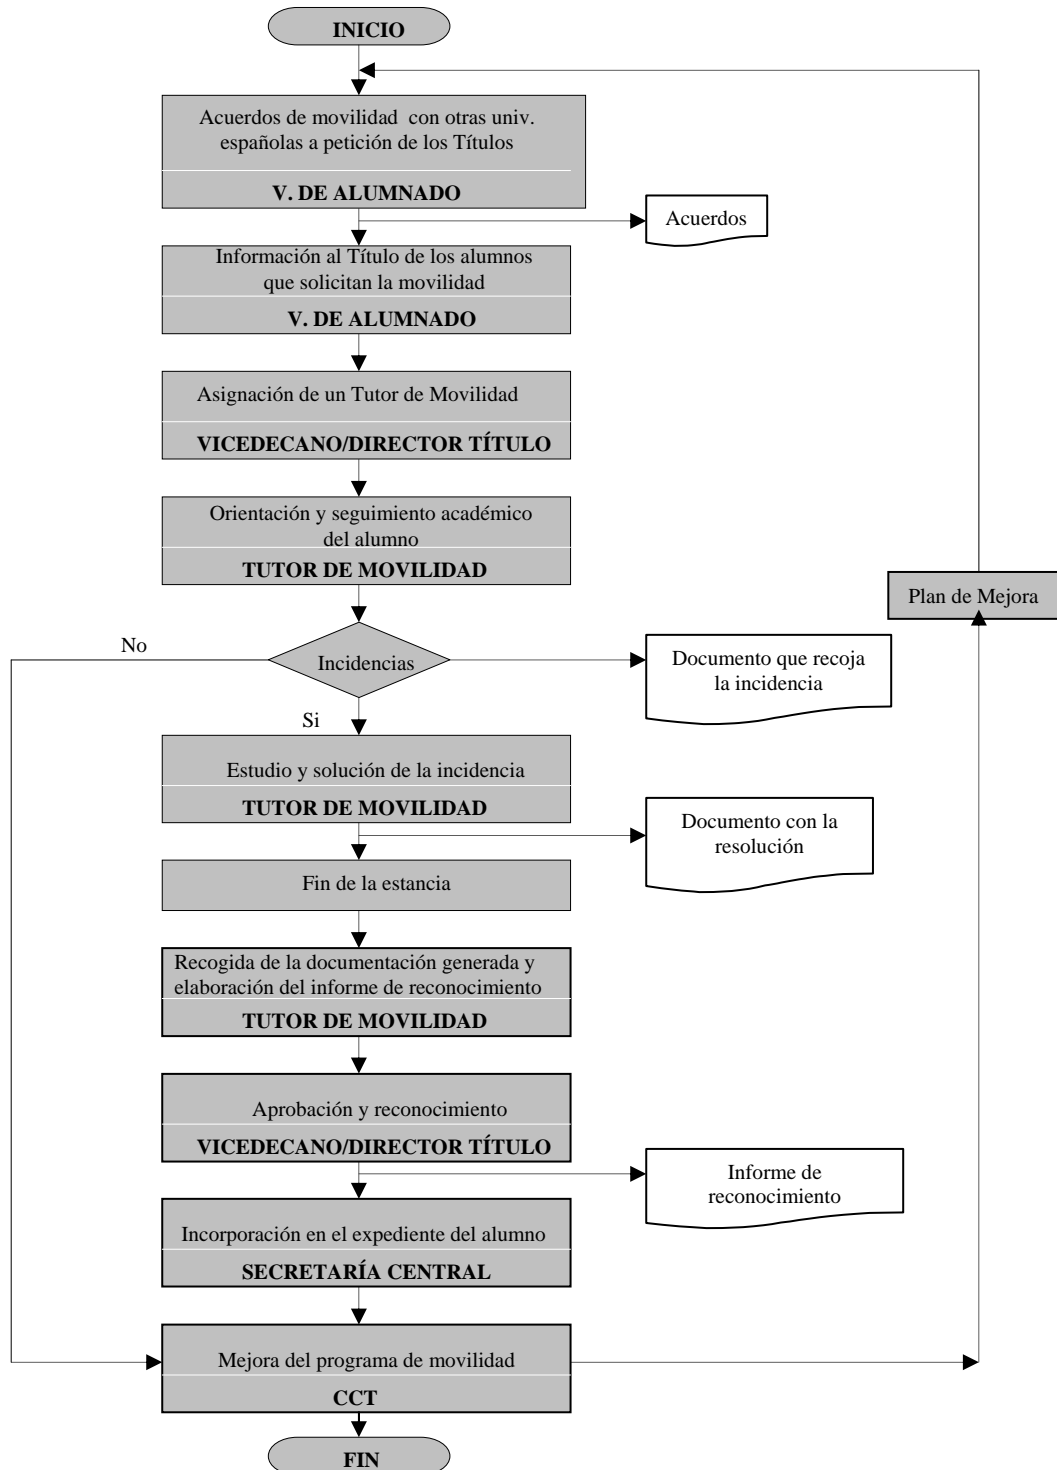 INICIO
Acuerdos de movilidad con otras univ.
españolas a petición de los Títulos
V. DE ALUMNADO
Acuerdos
Información al Título de los alumnos
que solicitan la movilidad
V. DE ALUMNADO
Asignación de un Tutor de Movilidad
VICEDECANO/DIRECTOR TÍTULO
Orientación y seguimiento académico
del alumno
TUTOR DE MOVILIDAD
Plan de Mejora
No
Incidencias
Documento que recoja
la incidencia
Si
Estudio y solución de la incidencia
TUTOR DE MOVILIDAD
Documento con la
resolución
Fin de la estancia
Recogida de la documentación generada y
elaboración del informe de reconocimiento
TUTOR DE MOVILIDAD
Aprobación y reconocimiento
VICEDECANO/DIRECTOR TÍTULO
Informe de
reconocimiento
Incorporación en el expediente del alumno
SECRETARÍA CENTRAL
Mejora del programa de movilidad
CCT
FIN